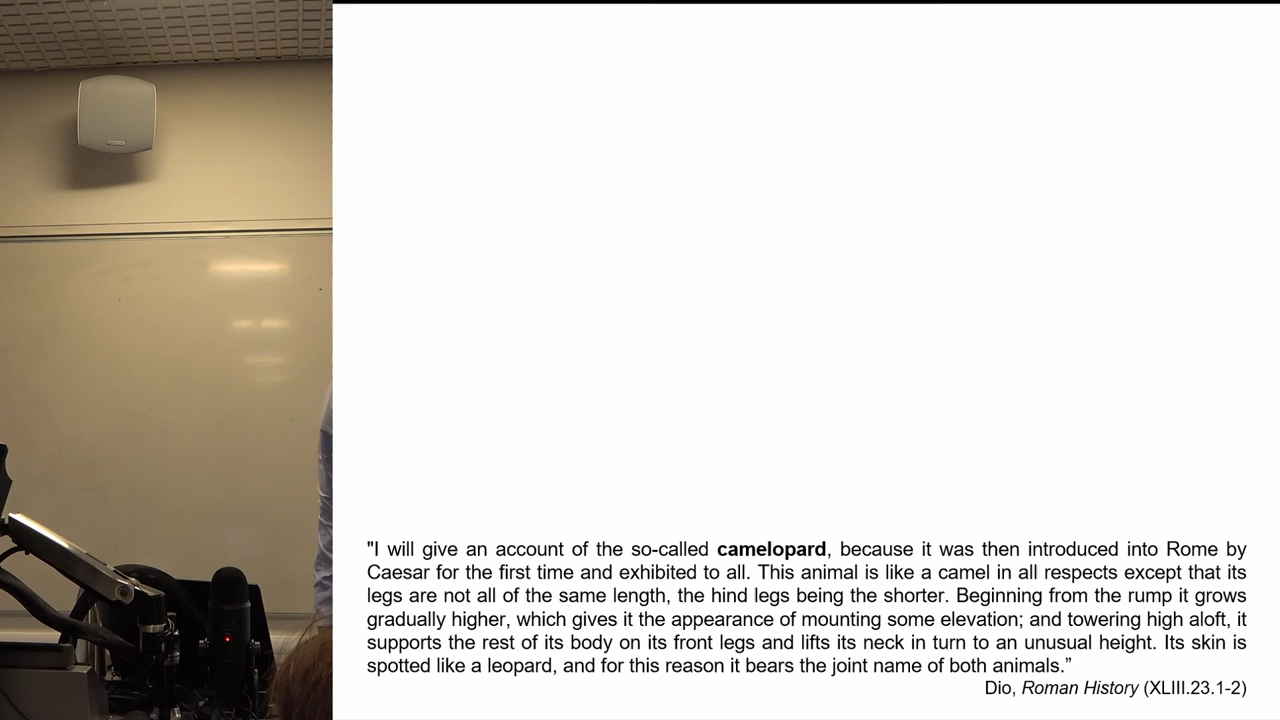 "I will give an account of the so-called camelopard, because it was then introduced into Rome by
Caesar for the first time and exhibited to all. This animal is like a camel in all respects except that its
legs are not all of the same length, the hind legs being the shorter. Beginning from the rump it grows
gradually higher, which gives it the appearance of mounting some elevation; and towering high aloft, it
supports the rest of its body on its front legs and lifts its neck in turn to an unusual height. Its skin is
spotted like a leopard, and for this reason it bears the joint name of both animals.”
Dio, Roman History (XLIII.23.1-2)